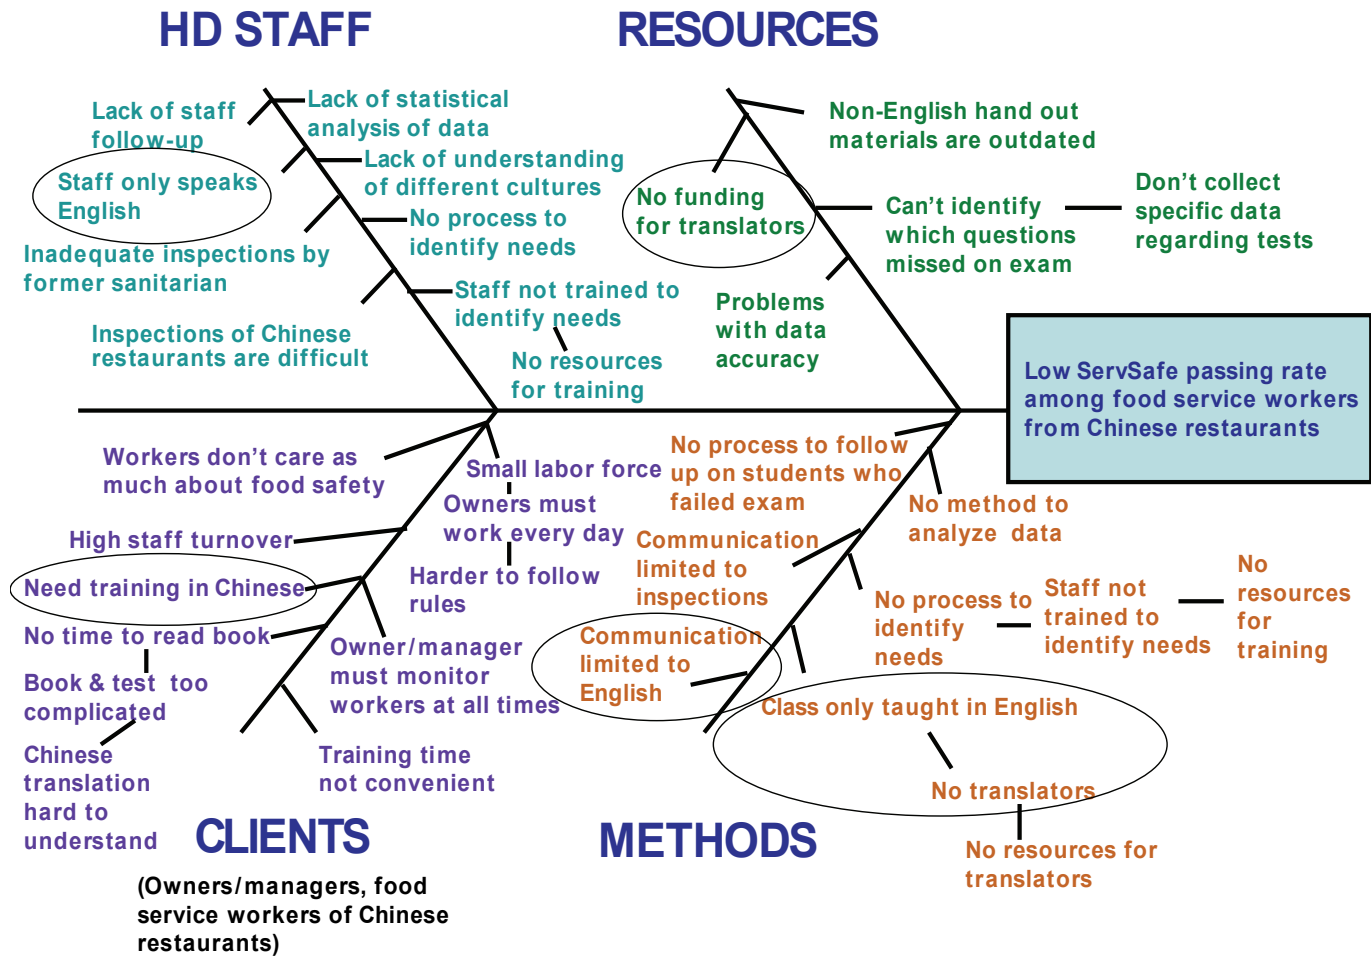 HD STAFF
RESOURCES
Lack of staff
follow-up
Lack of statistical
analysis of data
Staff only speaks
English
Lack of understanding
of different cultures
No process to
identify needs
Inadequate inspections by
former sanitarian
Staff not trained to
identify needs
Inspections of Chinese
restaurants are difficult
No resources
for training
Non-English hand out
materials are outdated
No funding
for translators
Can't identify
which questions
missed on exam
Don't collect
specific data
regarding tests
Problems
with data
accuracy
Low ServSafe passing rate
among food service workers
from Chinese restaurants
Workers don't care as
much about food safety
Small labor force
Owners must
work every day
Harder to follow
rules
High staff turnover
Need training in Chinese
No time to read book
Book & test too
complicated
Chinese
translation
hard to
understand
Owner/manager
must monitor
workers at all times
Training time
not convenient
CLIENTS
(Owners/managers, food
service workers of Chinese
restaurants)
No process to follow
up on students who
failed exam
No method to
analyze data
Communication
limited to
inspections
No process to
identify
needs
Staff not
trained to
identify needs
No
resources
for
training
Communication
limited to
English
Class only taught in English
No translators
No resources for
translators
METHODS